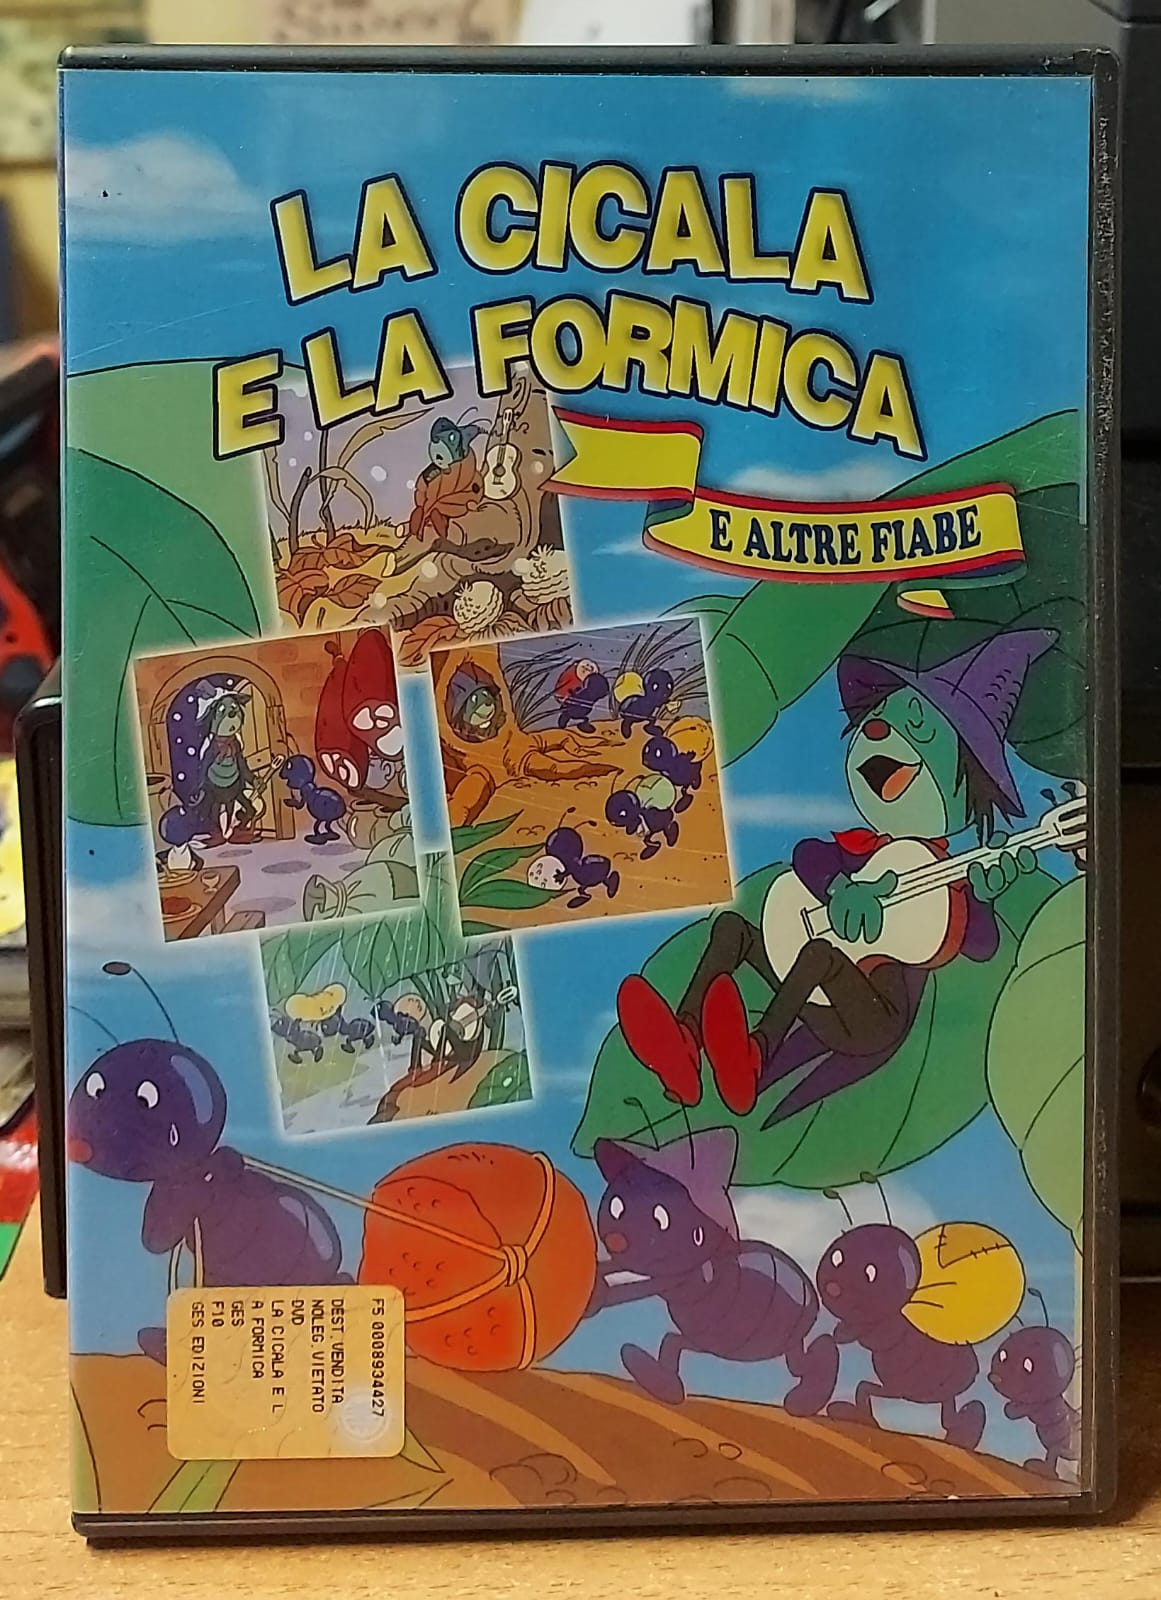 LA CICALA
E LA FORMICA
E ALTRE FIABE
F5 0008934427
DEST. VENDITA
NOLEG. VIETATO
DVD
LA CICALA E L
A FORMICA
GES
F10
GES EDIZIONI